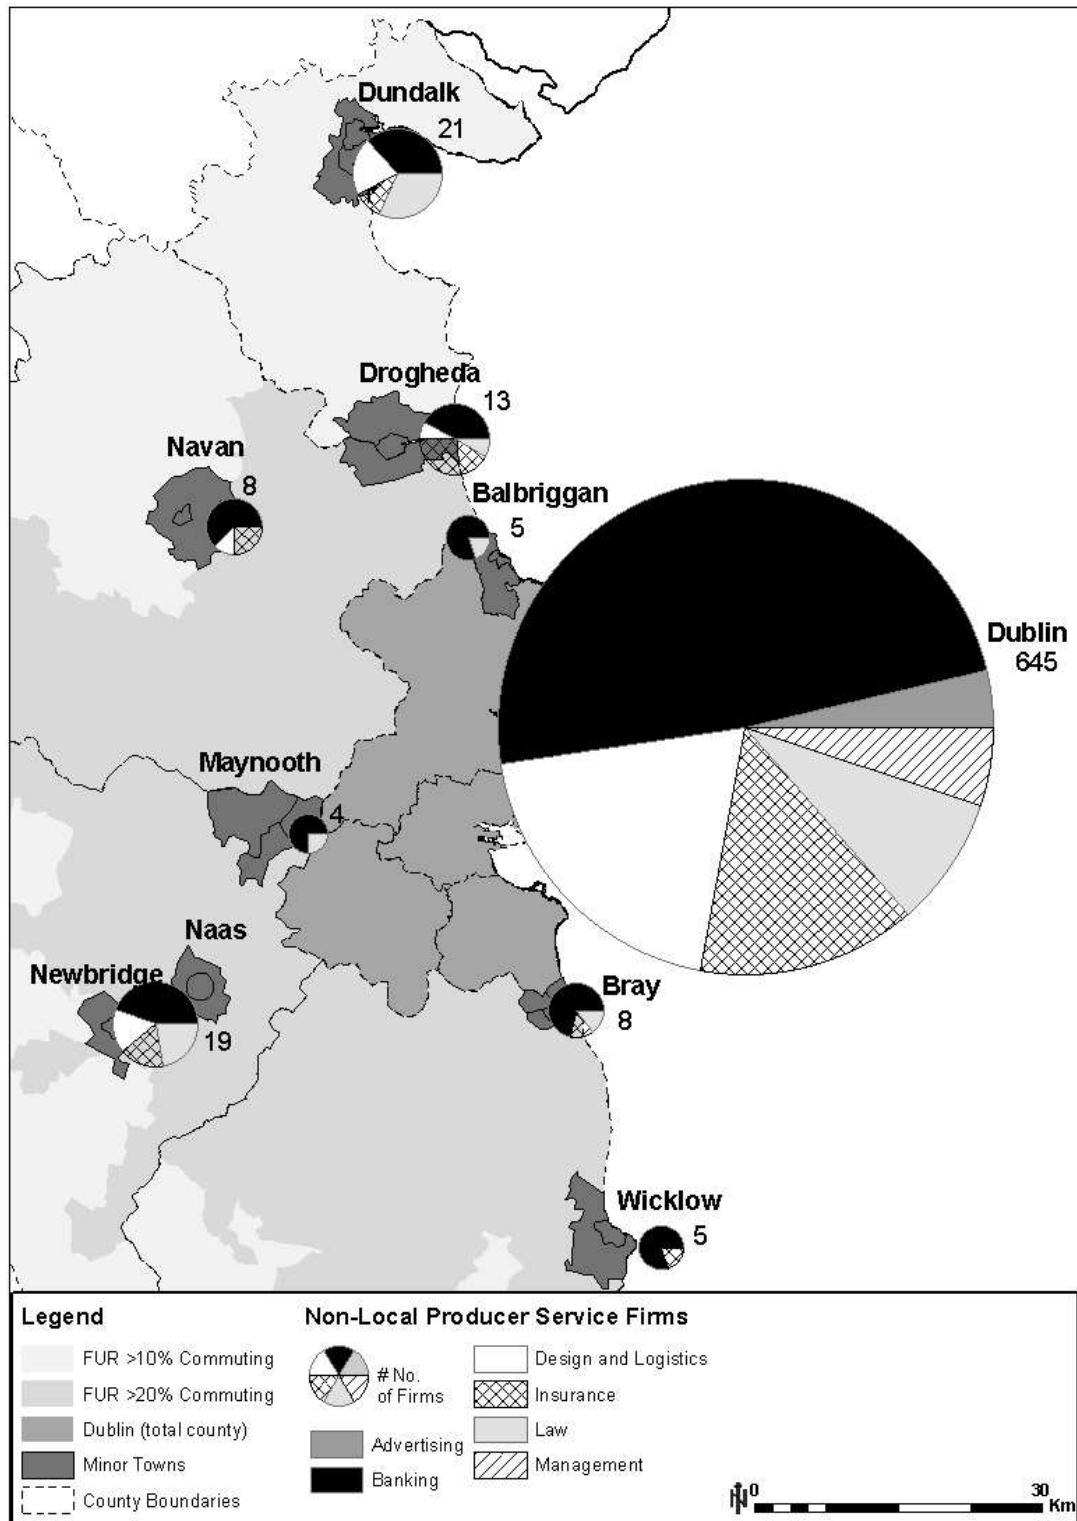 Dundalk
21
Drogheda
13
Navan
8
Balbriggan
5
Dublin
645
Maynooth
4
Naas
Newbridge
19
Bray
8
Wicklow
5
Legend
FUR >10% Commuting
FUR >20% Commuting
Dublin (total county)
Minor Towns
County Boundaries
Non-Local Producer Service Firms
# No.
of Firms
Advertising
Banking
Design and Logistics
Insurance
Law
Management
N
0 30
Km